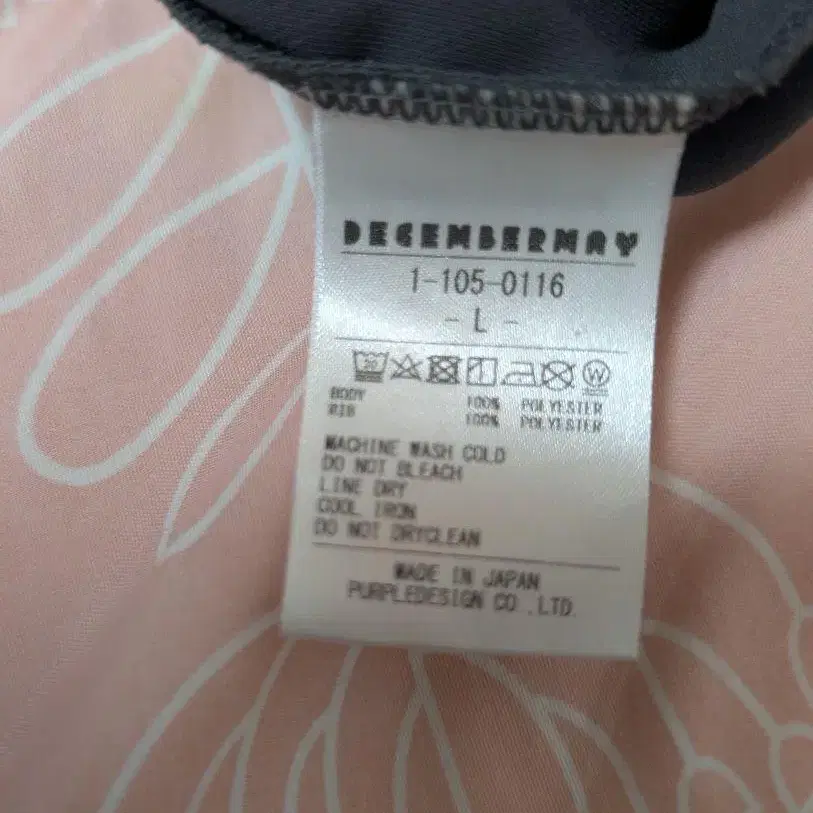 DECEMBERMAY
1-105-0116
- L -
BODY 100% POLYESTER
RIB 100% POLYESTER
MACHINE WASH COLD
DO NOT BLEACH
LINE DRY
COOL IRON
DO NOT DRYCLEAN
MADE IN JAPAN
PURPLEDESIGN CO.,LTD.